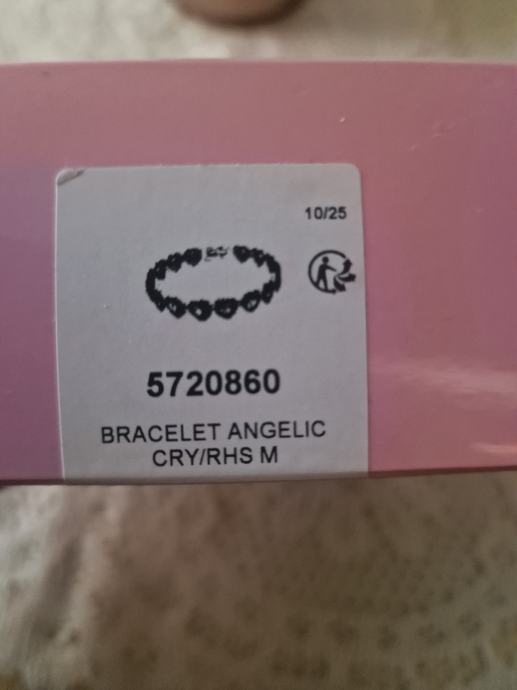 10/25
5720860
BRACELET ANGELIC
CRY/RHS M